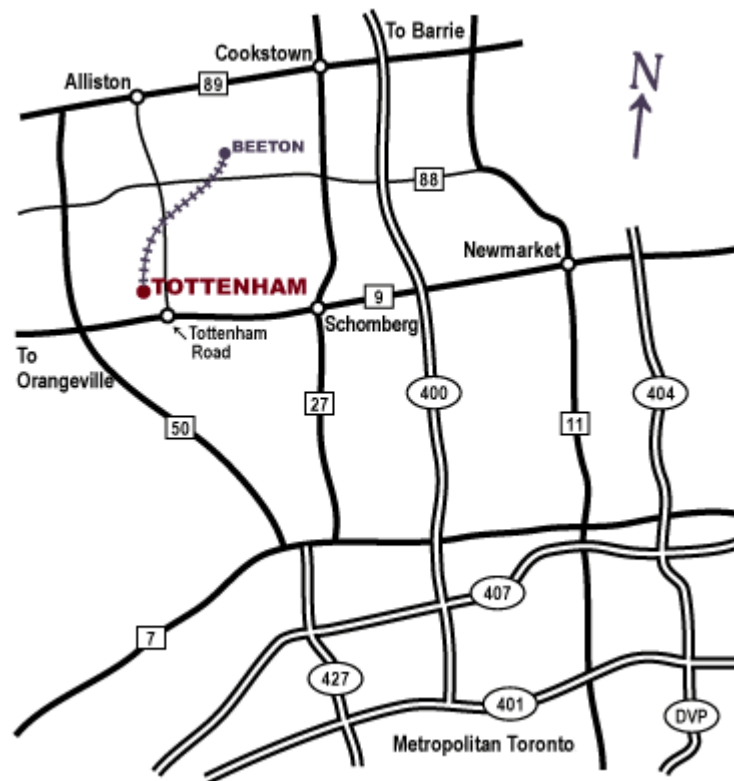 To Barrie
Cookstown
Alliston
89
N
BEETON
88
Newmarket
TOTTENHAM
9
Schomberg
Tottenham
Road
To
Orangeville
400
404
27
11
50
407
7
427
401
DVP
Metropolitan Toronto